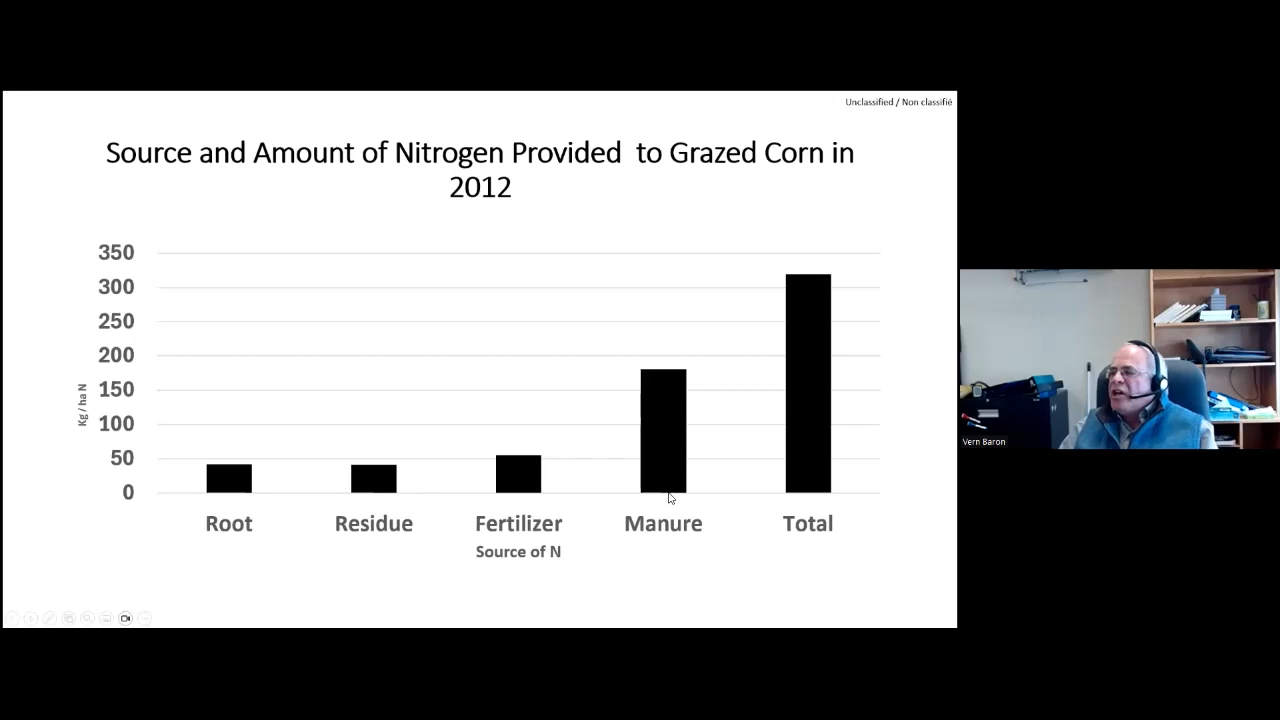 Unclassified / Non classifié
Source and Amount of Nitrogen Provided  to Grazed Corn in
2012
350
300
250
200
150
100
50
0
Kg / ha N
Root Residue Fertilizer Manure Total
Source of N
Vern Baron